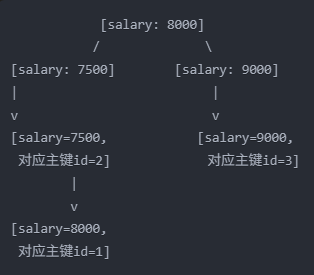 [salary: 8000]
/ \
[salary: 7500] [salary: 9000]
| |
v v
[salary=7500, [salary=9000,
对应主键id=2] 对应主键id=3]
|
v
[salary=8000,
对应主键id=1]